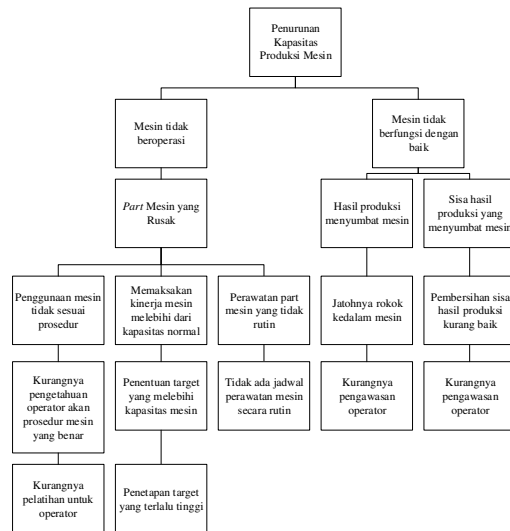 Penurunan
Kapasitas
Produksi Mesin
Mesin tidak
beroperasi
Mesin tidak
berfungsi dengan
baik
Part Mesin yang
Rusak
Hasil produksi
menyumbat mesin
Sisa hasil
produksi yang
menyumbat mesin
Penggunaan mesin
tidak sesuai
prosedur
Memaksakan
kinerja mesin
melebihi dari
kapasitas normal
Perawatan part
mesin yang tidak
rutin
Jatohnya rokok
kedalam mesin
Pembersihan sisa
hasil produksi
kurang baik
Kurangnya
pengetahuan
operator akan
prosedur mesin
yang benar
Penentuan target
yang melebihi
kapasitas mesin
Tidak ada jadwal
perawatan mesin
secara rutin
Kurangnya
pengawasan
operator
Kurangnya
pengawasan
operator
Kurangnya
pelatihan untuk
operator
Penetapan target
yang terlalu tinggi